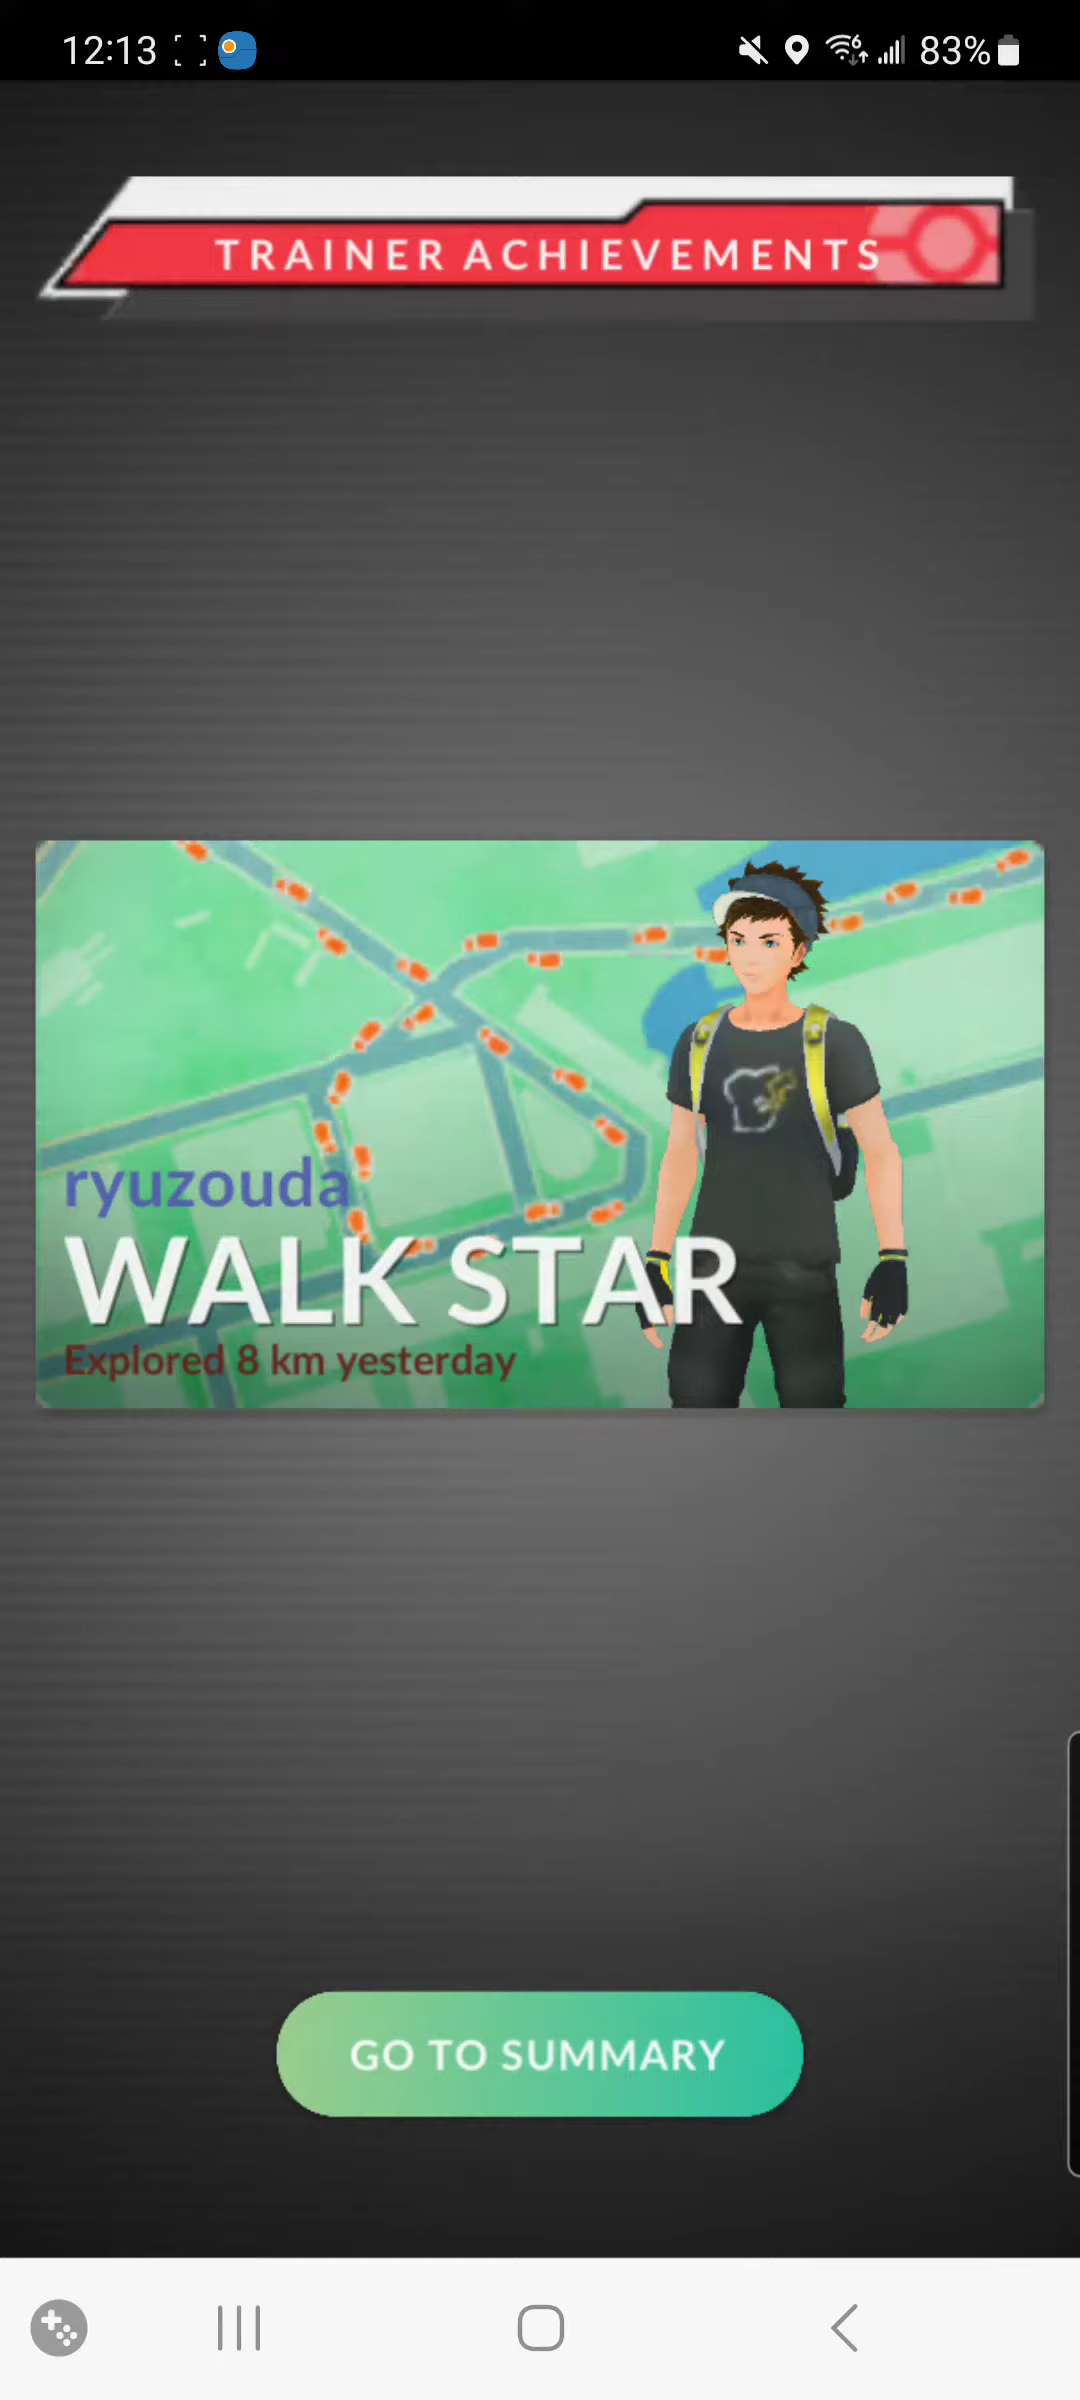 12:13
83%
TRAINER ACHIEVEMENTS
ryuzouda
WALK STAR
Explored 8 km yesterday
GO TO SUMMARY